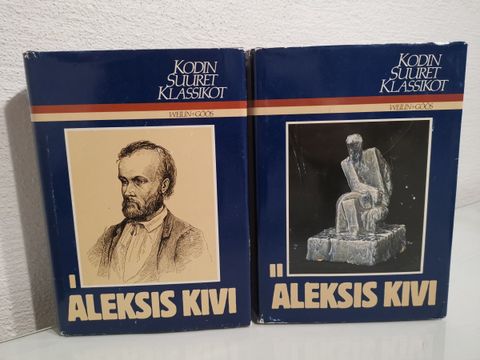 KODIN
SUURET
KLASSIKOT
WEILIN+GÖÖS
I
ALEKSIS KIVI
KODIN
SUURET
KLASSIKOT
WEILIN+GÖÖS
II
ALEKSIS KIVI